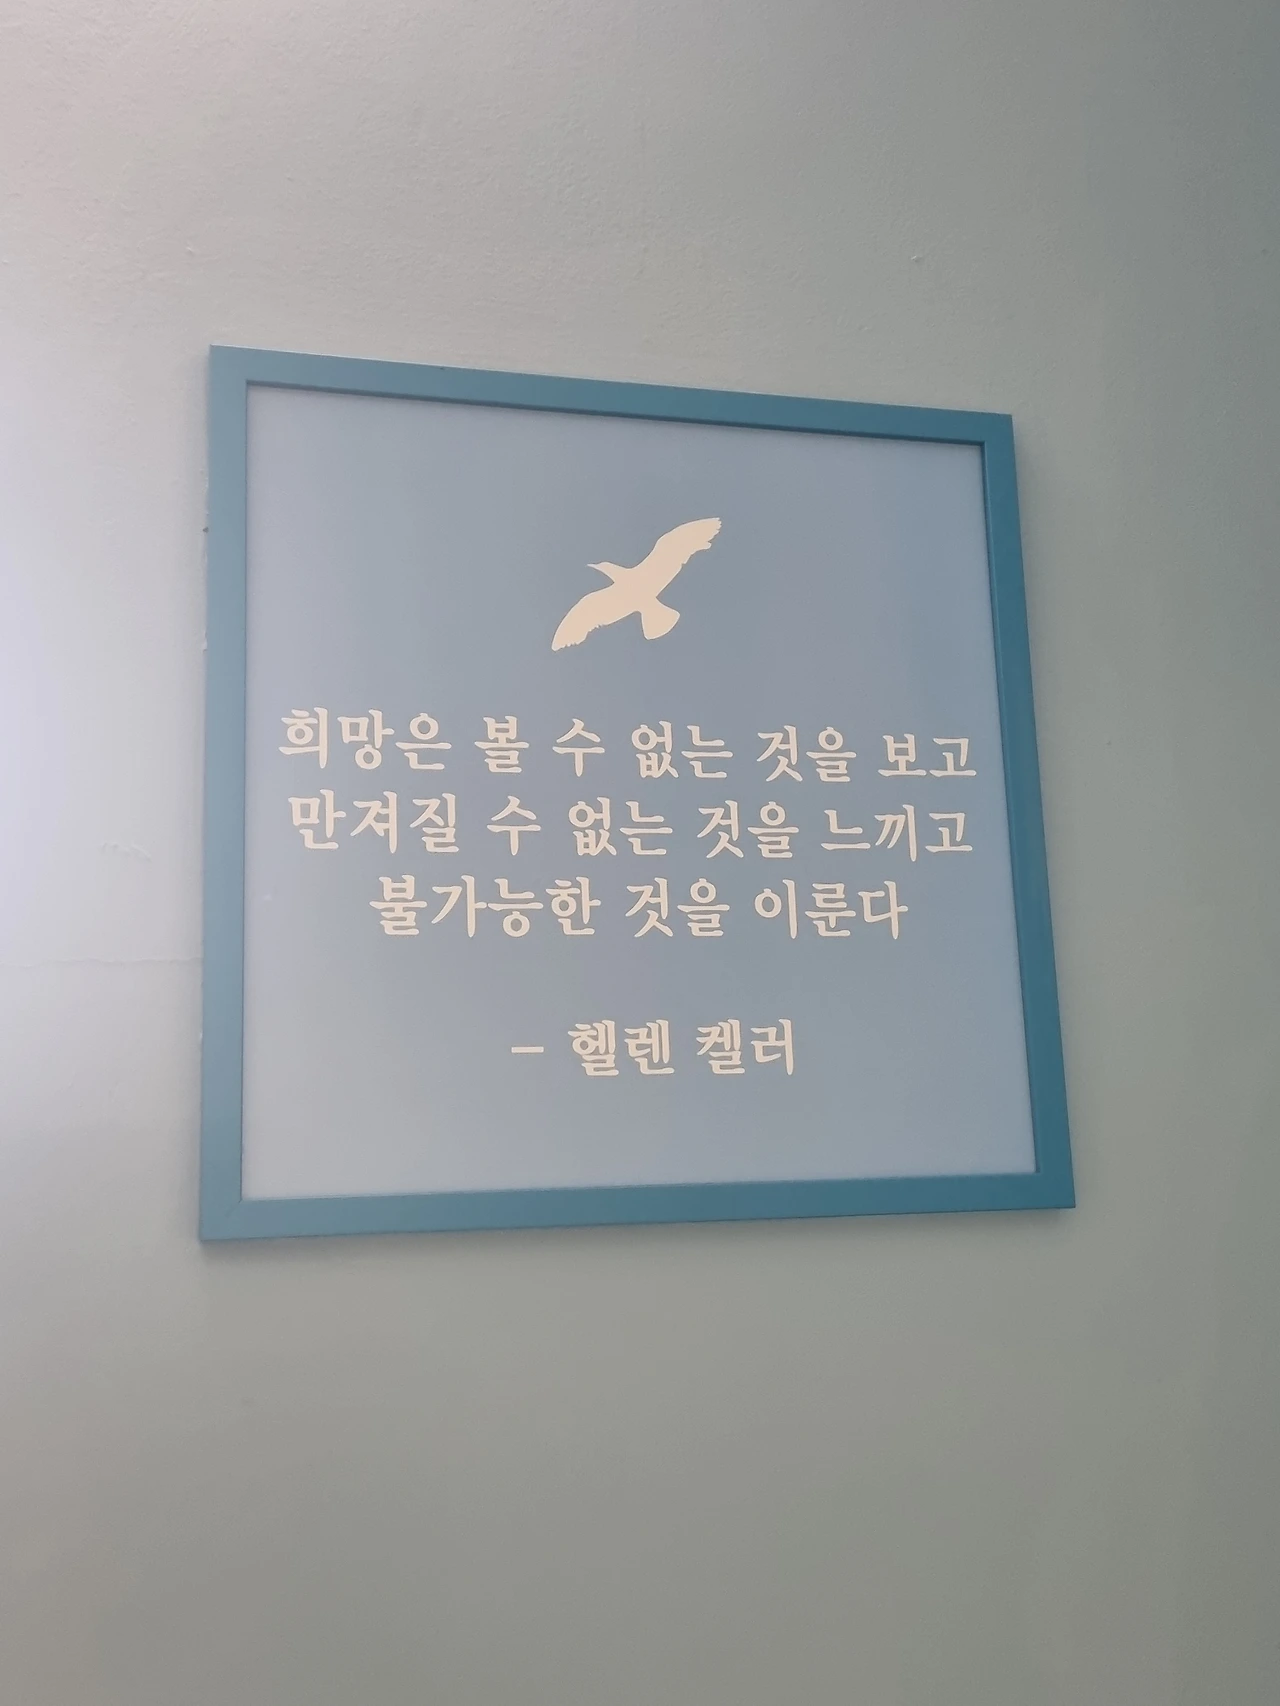 희망은 볼 수 없는 것을 보고
만져질 수 없는 것을 느끼고
불가능한 것을 이룬다
- 헬렌 켈러